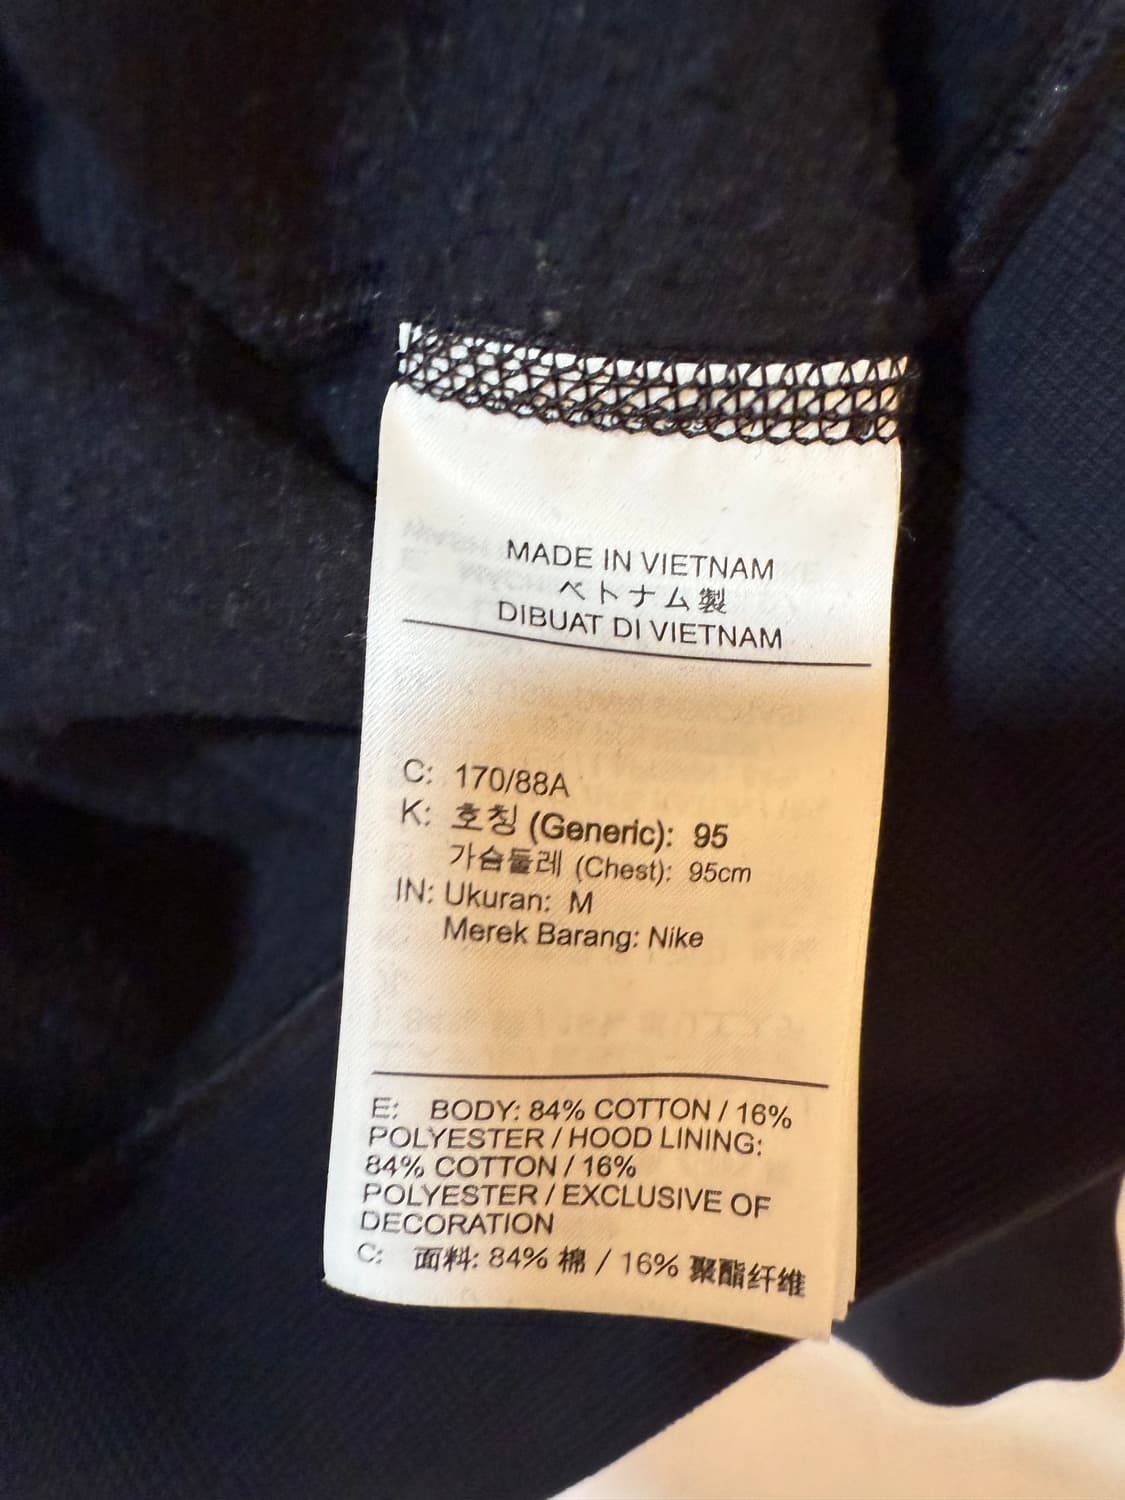 MADE IN VIETNAM
ベトナム製
DIBUAT DI VIETNAM
C: 170/88A
K: 호칭 (Generic): 95
가슴둘레 (Chest): 95cm
IN: Ukuran: M
Merek Barang: Nike
E: BODY: 84% COTTON / 16%
POLYESTER / HOOD LINING:
84% COTTON / 16%
POLYESTER / EXCLUSIVE OF
DECORATION
C: 面料: 84% 棉 / 16% 聚酯纤维